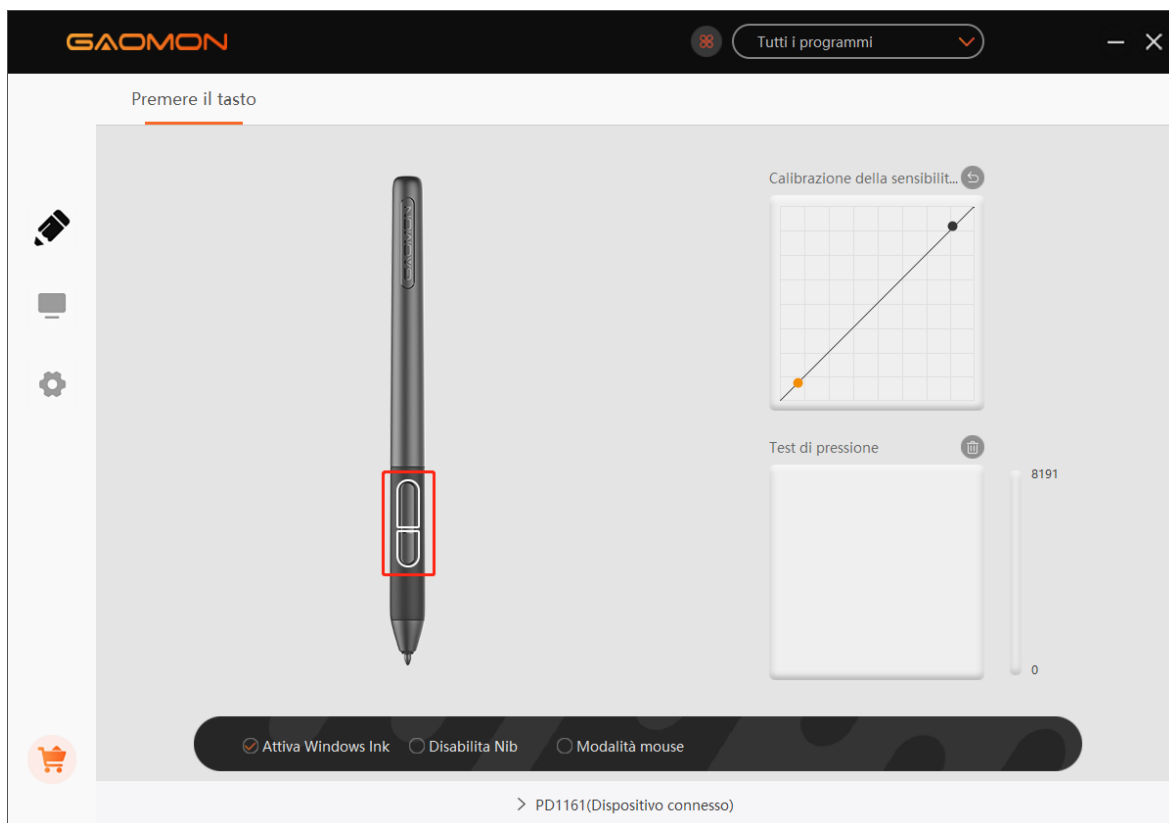 GAOMON
Tutti i programmi
Premere il tasto
GAOMON
Calibrazione della sensibilit...
Test di pressione
8191
0
Attiva Windows Ink
Disabilita Nib
Modalità mouse
PD1161(Dispositivo connesso)